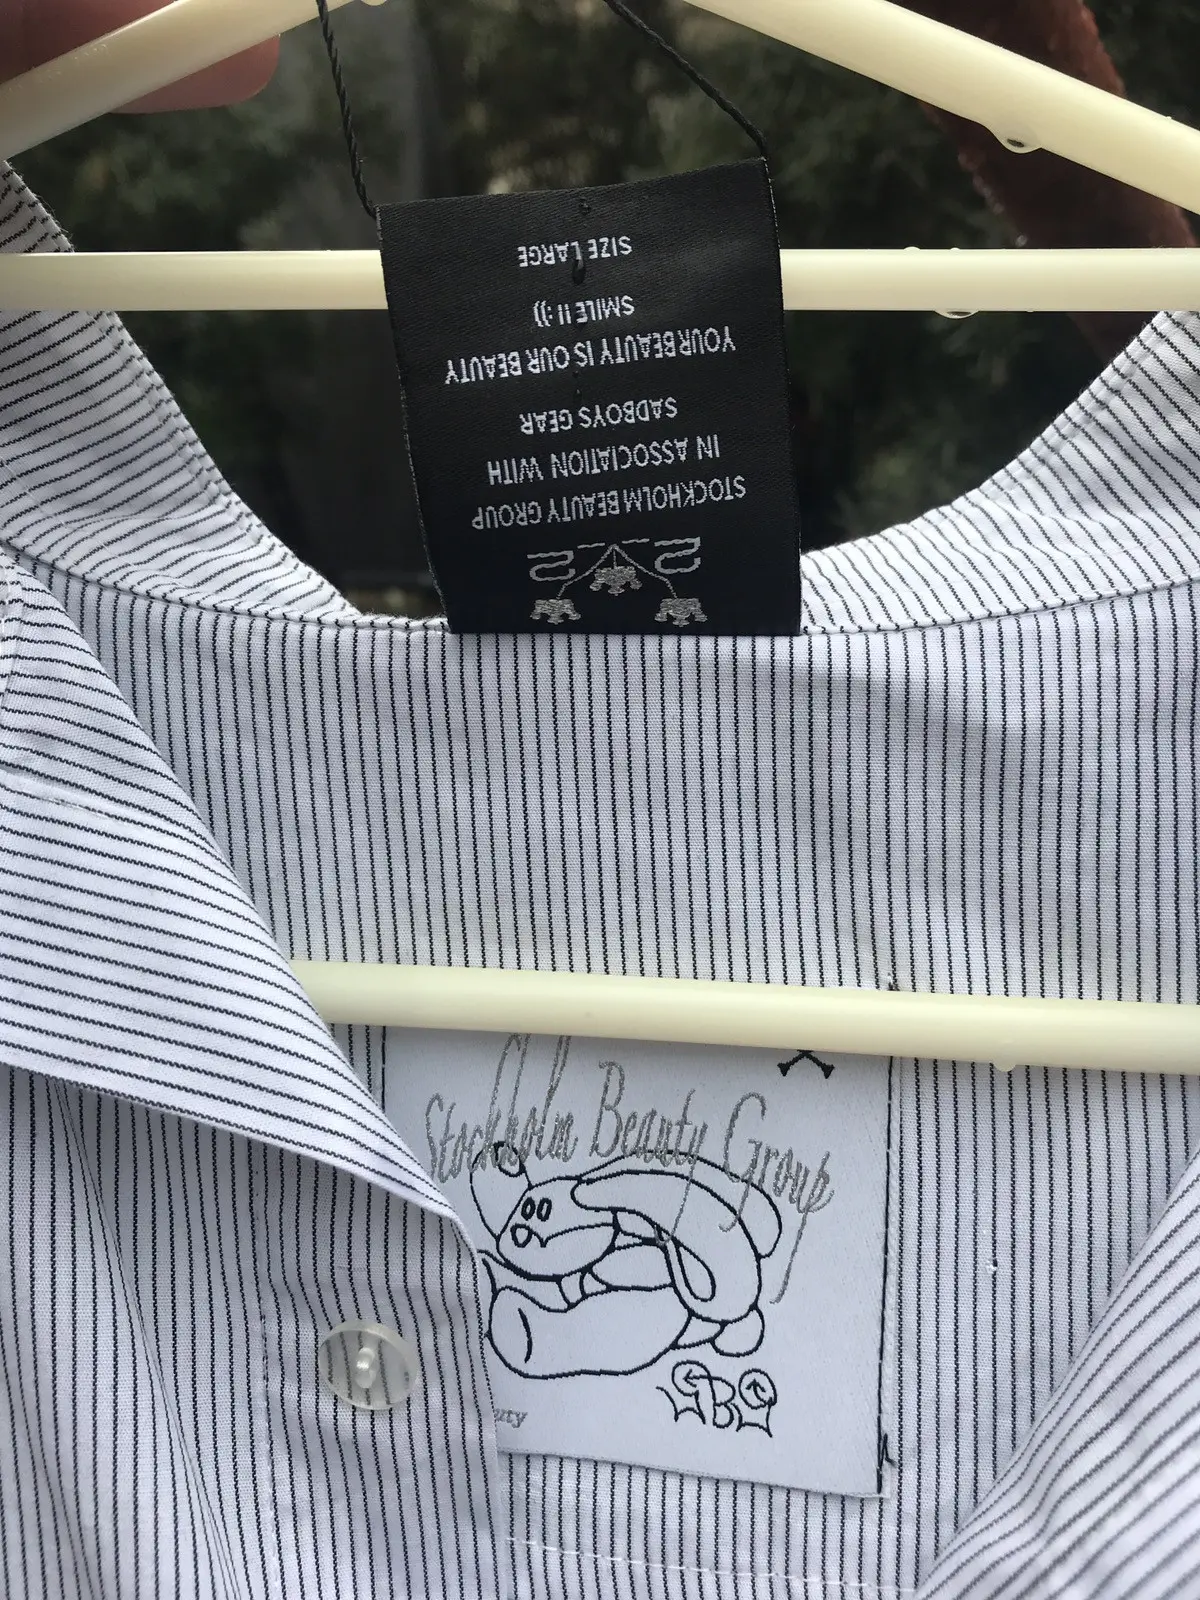 STOCKHOLM BEAUTY GROUP
IN ASSOCIATION WITH
SADBOYS GEAR
YOUR BEAUTY IS OUR BEAUTY
SMILE !! :))
SIZE LARGE
Stockholm Beauty Group